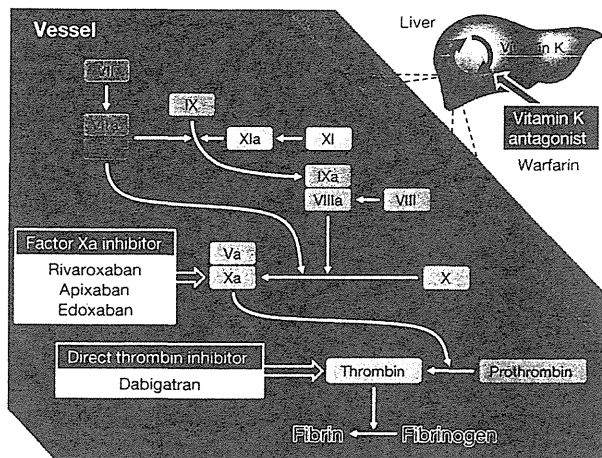 Vessel
Liver
Vitamin K
VII
IX
VIIa
XIa
XI
Vitamin K
antagonist
Warfarin
IXa
VIIIa
VIII
Factor Xa inhibitor
Rivaroxaban
Apixaban
Edoxaban
Va
Xa
X
Direct thrombin inhibitor
Dabigatran
Thrombin
Prothrombin
Fibrin
Fibrinogen